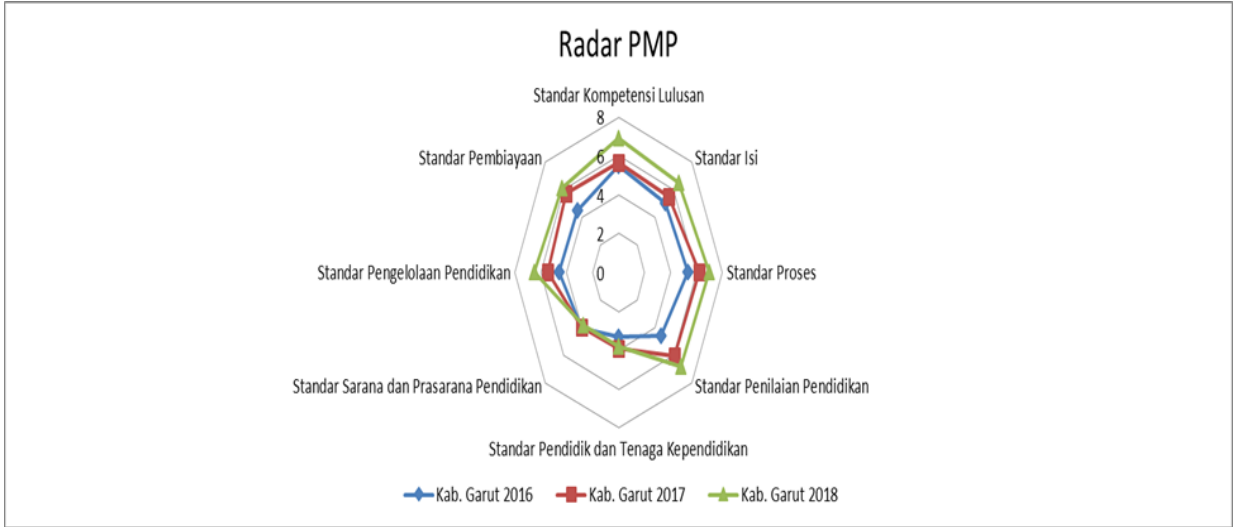 Radar PMP
Standar Kompetensi Lulusan
8
Standar Pembiayaan
6
Standar Isi
4
2
Standar Pengelolaan Pendidikan
0
Standar Proses
Standar Sarana dan Prasarana Pendidikan
Standar Penilaian Pendidikan
Standar Pendidik dan Tenaga Kependidikan
Kab. Garut 2016 Kab. Garut 2017 Kab. Garut 2018